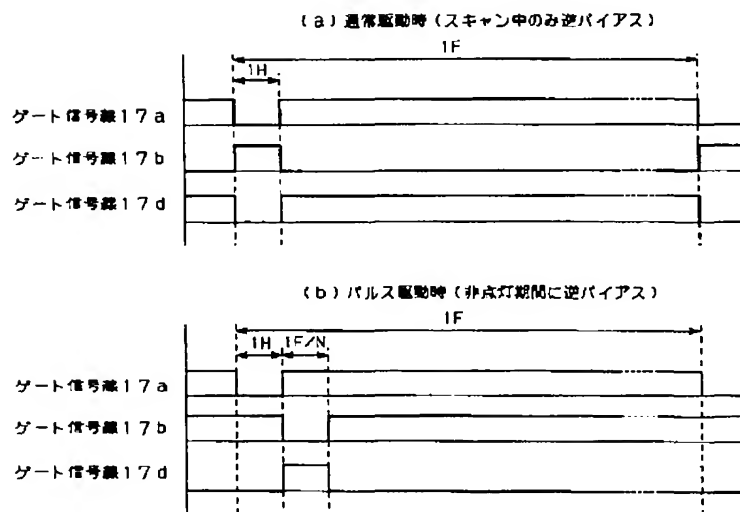 (a)通常駆動時(スキャン中のみ逆バイアス)
1F
1H
ゲート信号線17a
ゲート信号線17b
ゲート信号線17d
(b)パルス駆動時(非点灯期間に逆バイアス)
1F
1H 1F/N
ゲート信号線17a
ゲート信号線17b
ゲート信号線17d